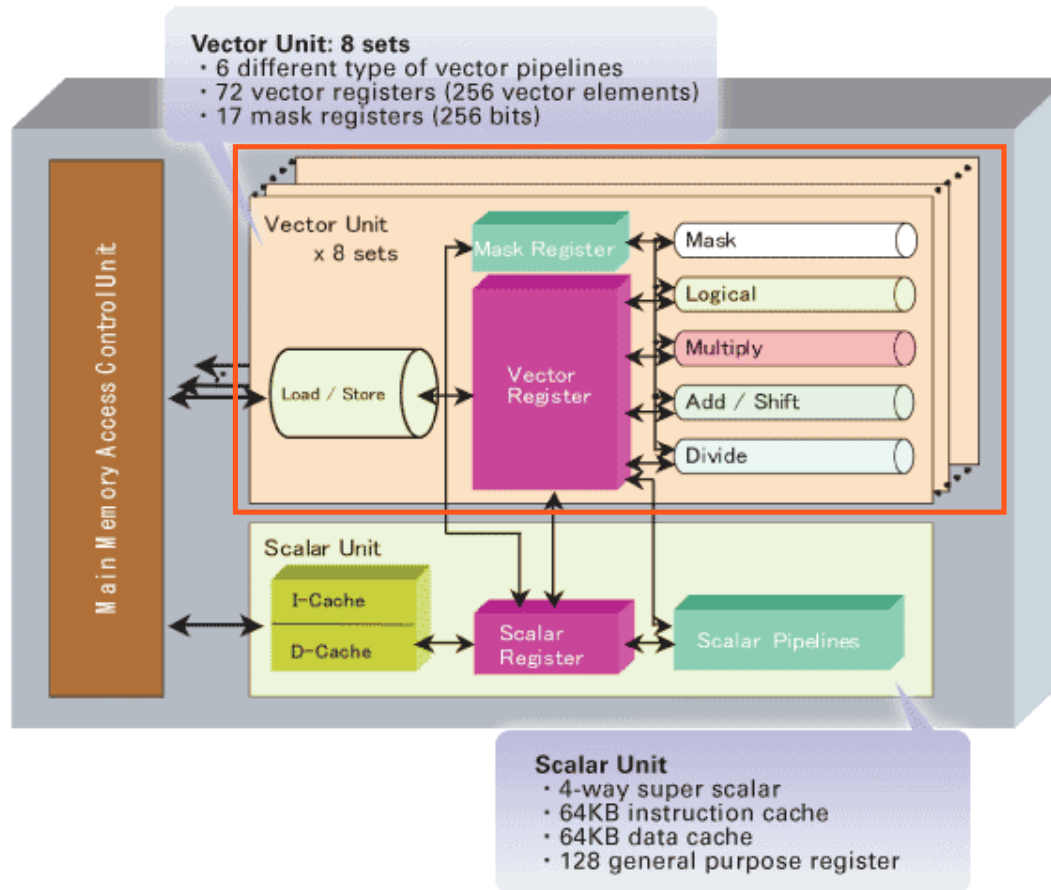 Vector Unit: 8 sets
・6 different type of vector pipelines
・72 vector registers (256 vector elements)
・17 mask registers (256 bits)
Main Memory Access Control Unit
Vector Unit
x 8 sets
Mask Register
Mask
Logical
Multiply
Add / Shift
Divide
Load / Store
Vector
Register
Scalar Unit
I-Cache
D-Cache
Scalar
Register
Scalar Pipelines
Scalar Unit
・4-way super scalar
・64KB instruction cache
・64KB data cache
・128 general purpose register